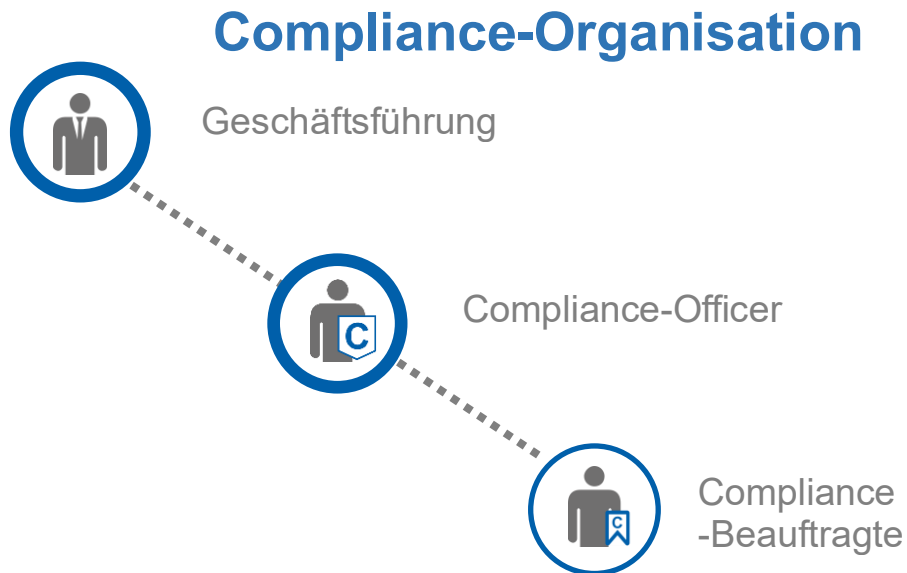 Compliance-Organisation
Geschäftsführung
C
Compliance-Officer
C
Compliance
-Beauftragte